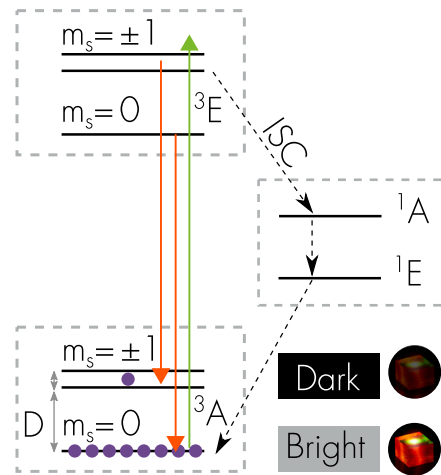 mₛ= ±1
³E
mₛ= 0
ISC
¹A
¹E
mₛ= ±1
³A
D
mₛ= 0
Dark
Bright